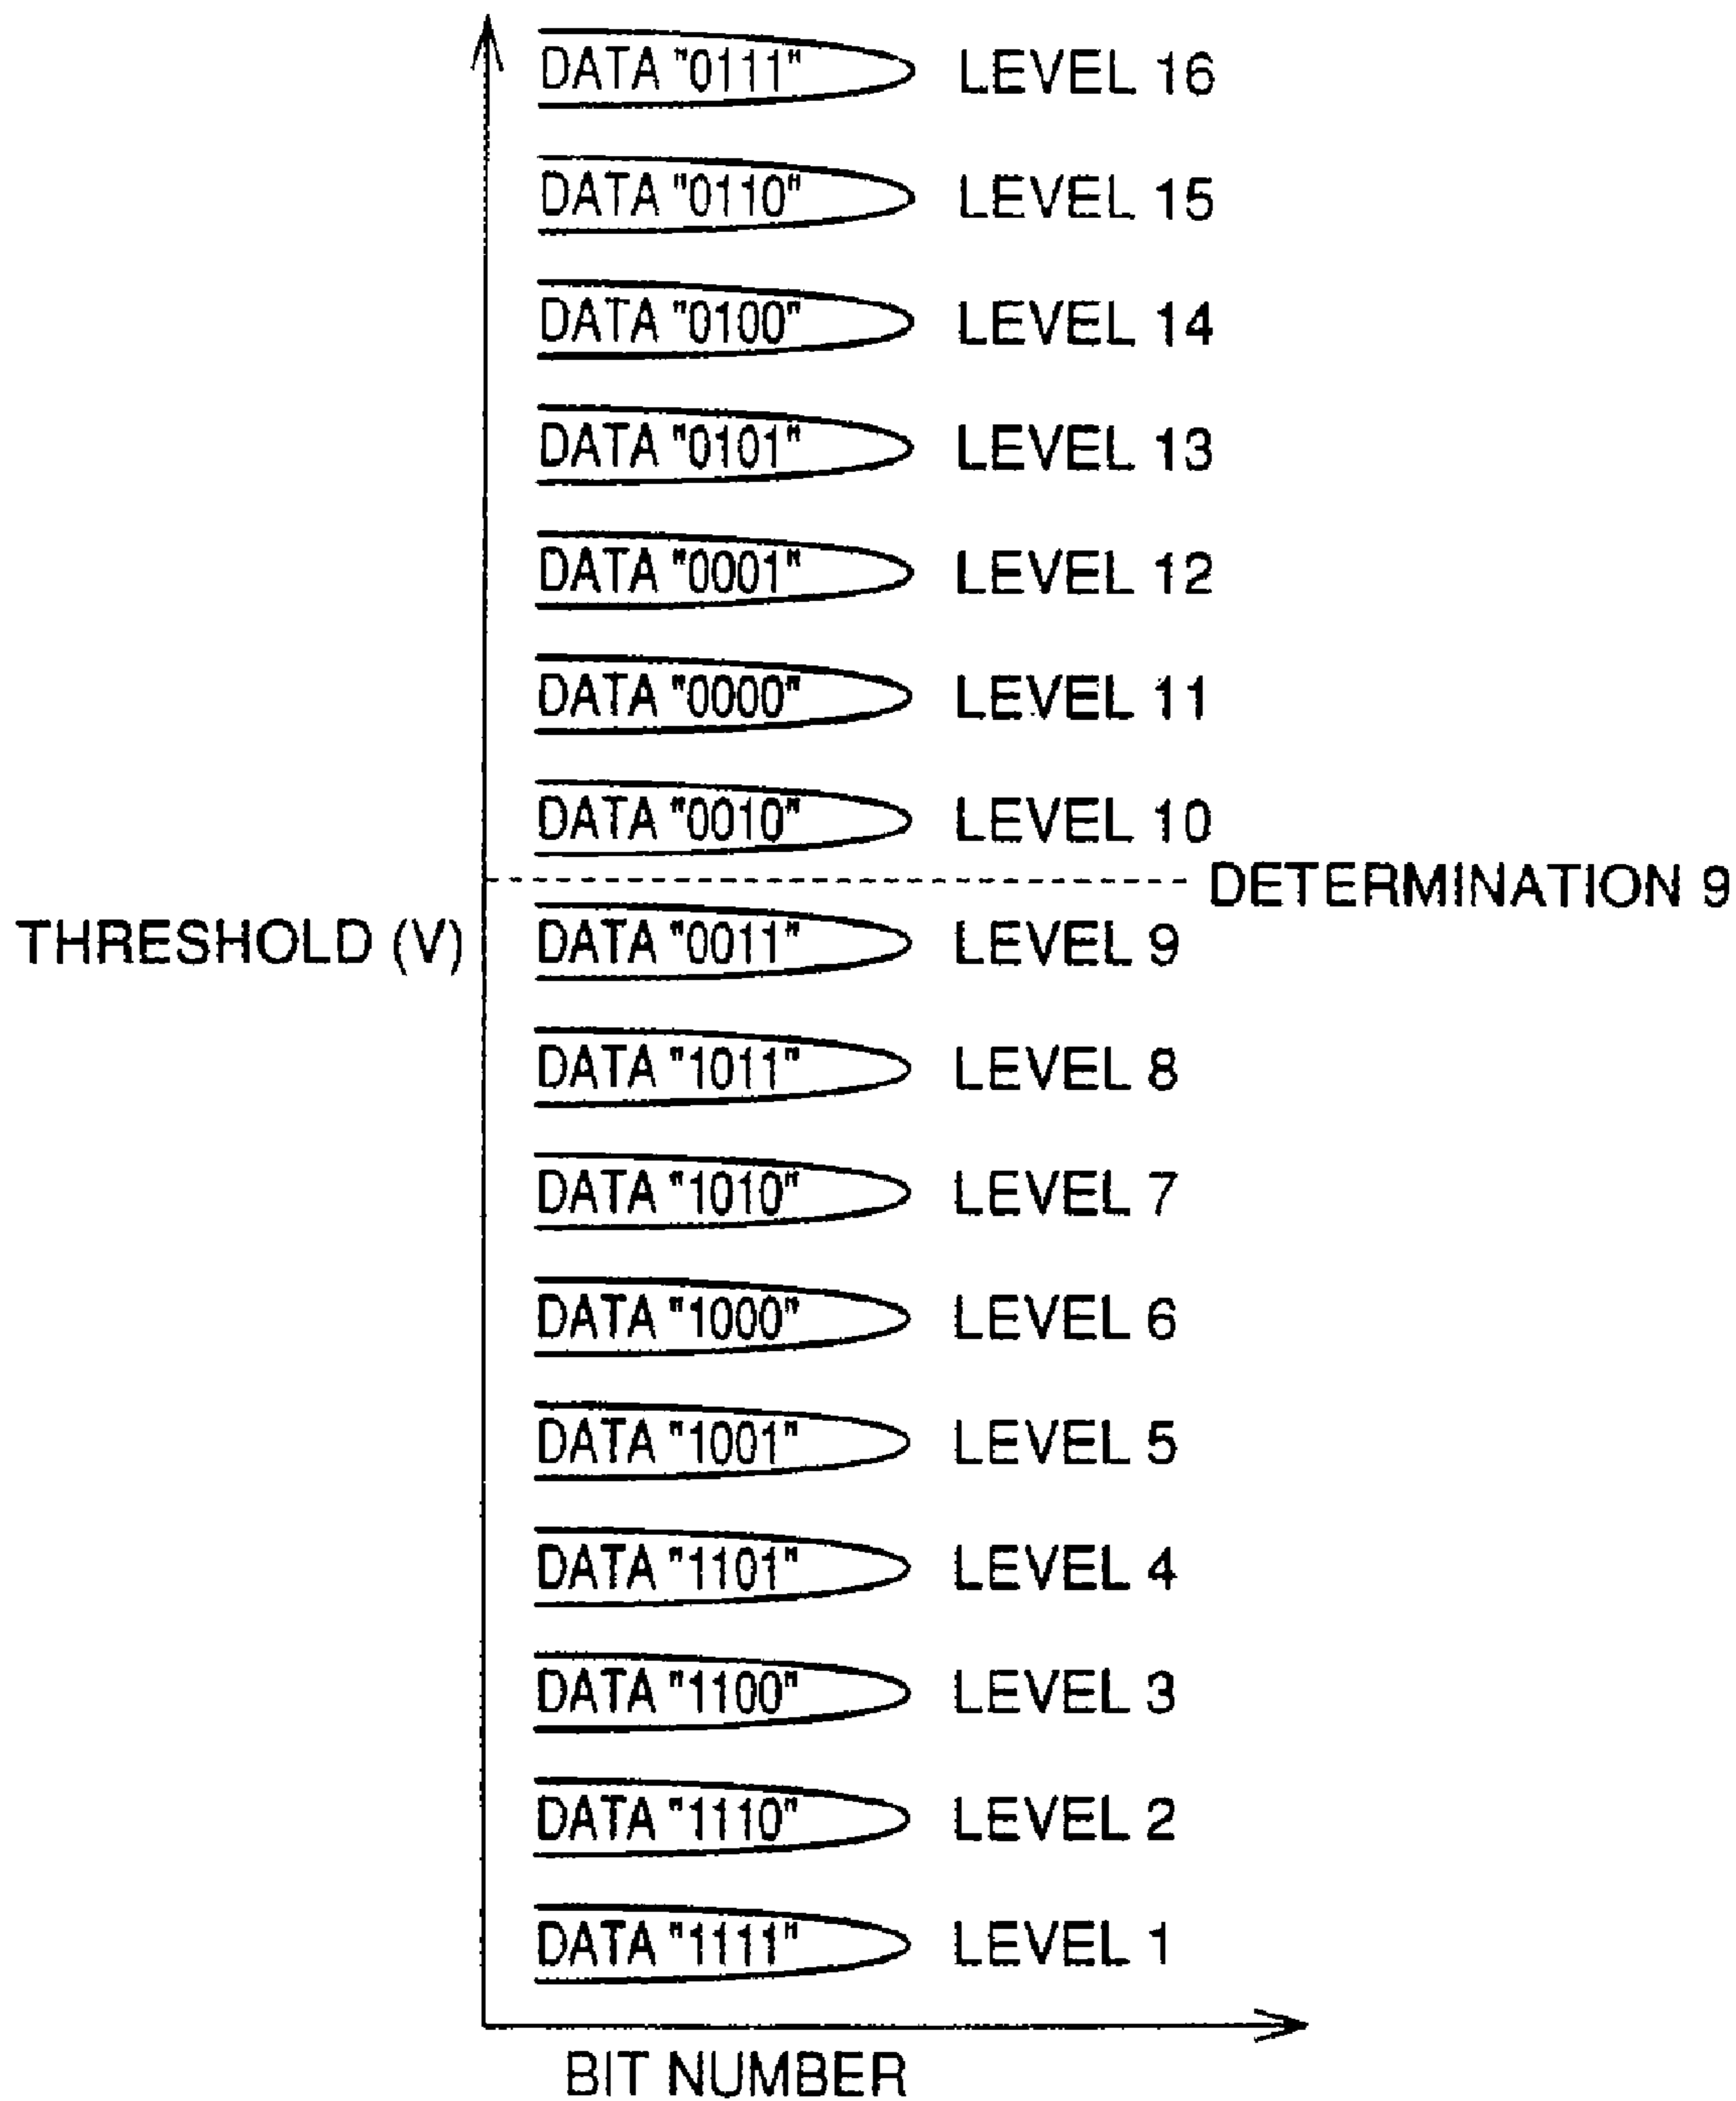 DATA "0111" LEVEL 16
DATA "0110" LEVEL 15
DATA "0100" LEVEL 14
DATA "0101" LEVEL 13
DATA "0001" LEVEL 12
DATA "0000" LEVEL 11
DATA "0010" LEVEL 10
DETERMINATION 9
THRESHOLD (V) DATA "0011" LEVEL 9
DATA "1011" LEVEL 8
DATA "1010" LEVEL 7
DATA "1000" LEVEL 6
DATA "1001" LEVEL 5
DATA "1101" LEVEL 4
DATA "1100" LEVEL 3
DATA "1110" LEVEL 2
DATA "1111" LEVEL 1
BIT NUMBER